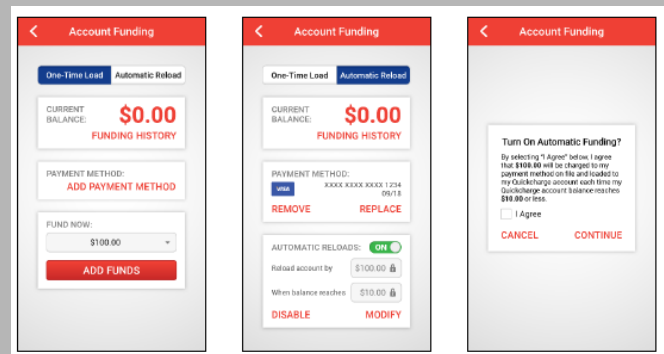 Account Funding
One-Time Load Automatic Reload
CURRENT
BALANCE:
$0.00
FUNDING HISTORY
PAYMENT METHOD:
ADD PAYMENT METHOD
FUND NOW:
$100.00
ADD FUNDS
Account Funding
One-Time Load Automatic Reload
CURRENT
BALANCE:
$0.00
FUNDING HISTORY
PAYMENT METHOD:
VISA XXXX XXXX XXXX 1234
09/18
REMOVE REPLACE
AUTOMATIC RELOADS: ON
Reload account by $100.00
When balance reaches $10.00
DISABLE MODIFY
Account Funding
Turn On Automatic Funding?
By selecting "I Agree" below, I agree
that $100.00 will be charged to my
payment method on file and loaded to
my Quickcharge account each time my
Quickcharge account balance reaches
$10.00 or less.
I Agree
CANCEL CONTINUE